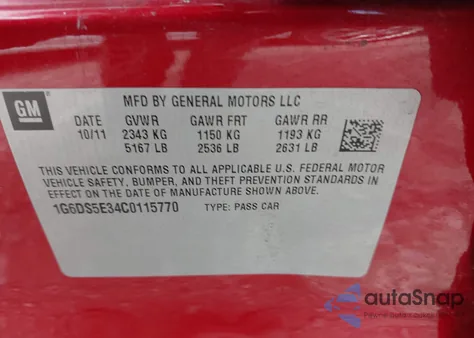 GM
MFD BY GENERAL MOTORS LLC
DATE GVWR GAWR FRT GAWR RR
10/11 2343 KG 1150 KG 1193 KG
5167 LB 2536 LB 2631 LB
THIS VEHICLE CONFORMS TO ALL APPLICABLE U.S. FEDERAL MOTOR
VEHICLE SAFETY, BUMPER, AND THEFT PREVENTION STANDARDS
IN EFFECT ON THE DATE OF MANUFACTURE SHOWN ABOVE.
1G6DS5E34C0115770 TYPE: PASS CAR
autoSnap